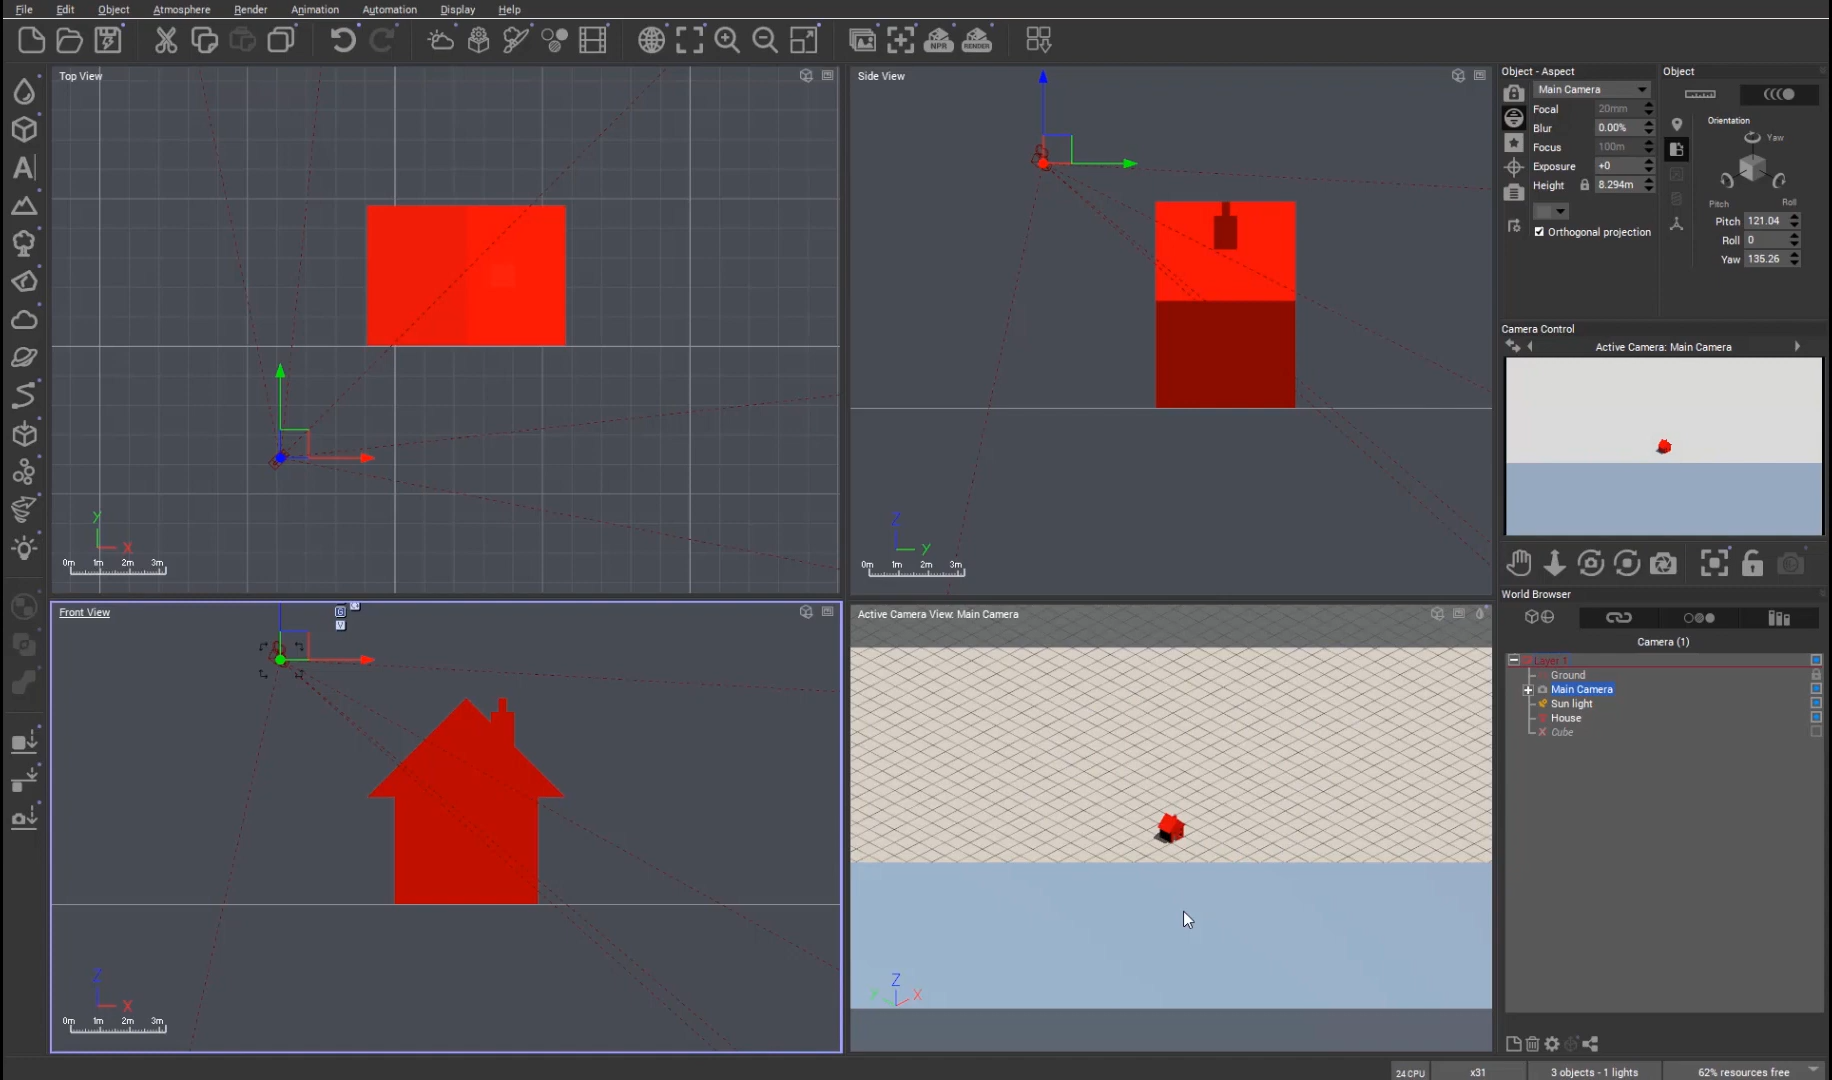 File Edit Object Atmosphere Render Animation Automation Display Help
NPR RENDER
Top View
Y
X
0m 1m 2m 3m
Side View
Z
Y
0m 1m 2m 3m
Front View
G
V
Z
X
0m 1m 2m 3m
Active Camera View: Main Camera
Z
Y X
Object - Aspect
Main Camera
Focal 20mm
Blur 0.00%
Focus 100m
Exposure +0
Height 8.294m
Orthogonal projection
Object
Orientation
Yaw
Pitch Roll
Pitch 121.04
Roll 0
Yaw 135.26
Camera Control
Active Camera: Main Camera
World Browser
Camera (1)
Layer 1
Ground
Main Camera
Sun light
House
Cube
24 CPU x31 3 objects - 1 lights 62% resources free